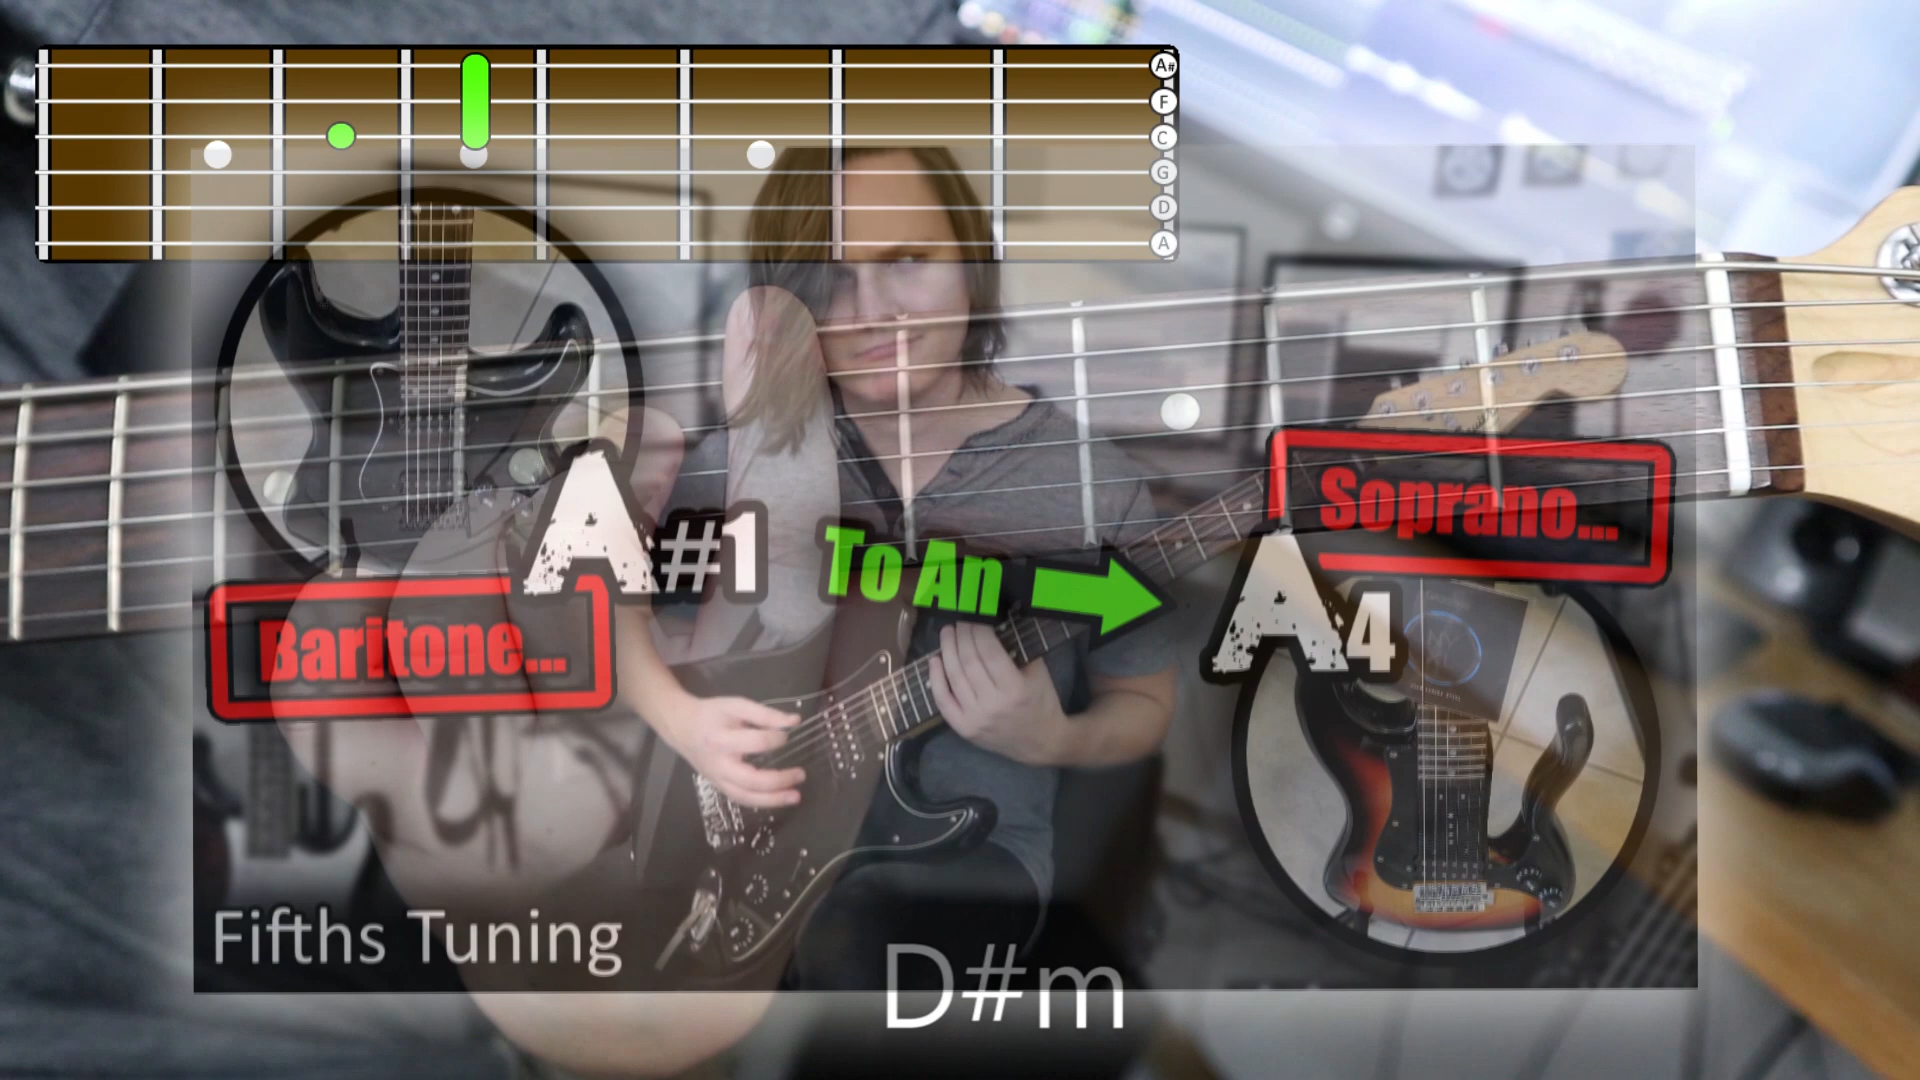 A#
F
C
G
D
A
Soprano...
A#1 To An A4
Baritone...
Fifths Tuning
D#m